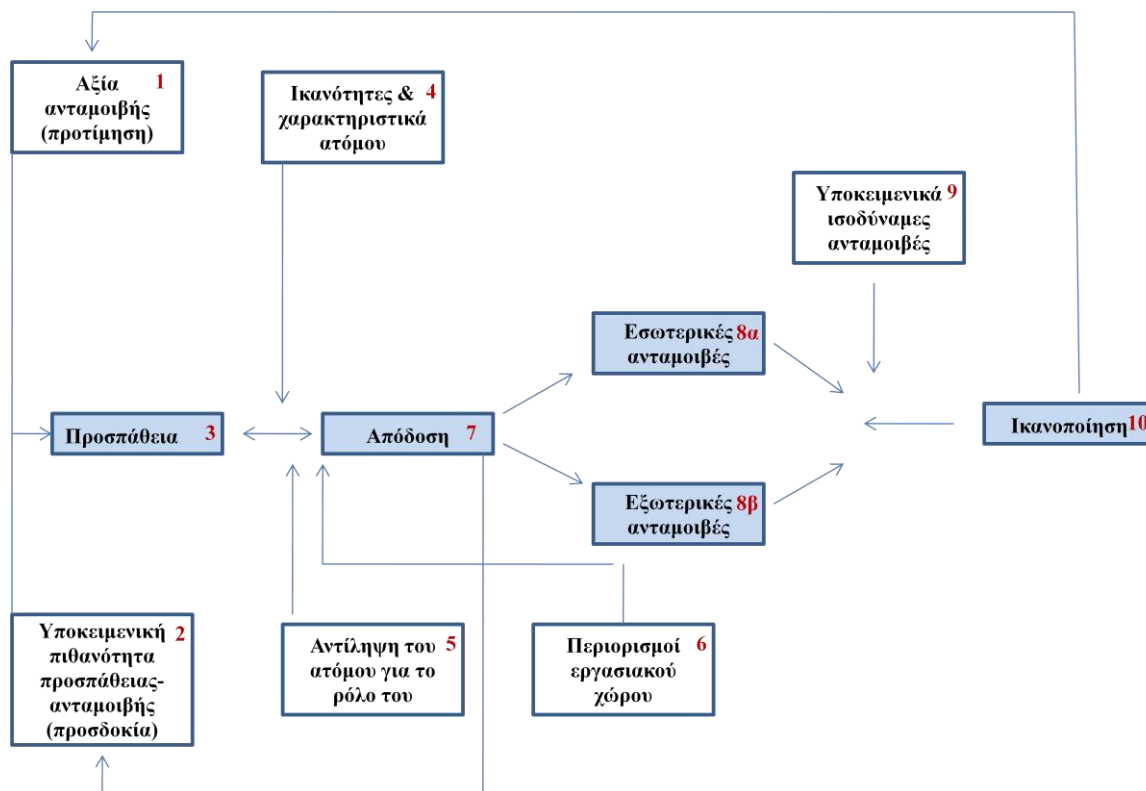 Αξία 1
ανταμοιβής
(προτίμηση)
Ικανότητες & 4
χαρακτηριστικά
ατόμου
Υποκειμενικά 9
ισοδύναμες
ανταμοιβές
Εσωτερικές 8α
ανταμοιβές
Προσπάθεια 3
Απόδοση 7
Ικανοποίηση 10
Εξωτερικές 8β
ανταμοιβές
Υποκειμενική 2
πιθανότητα
προσπάθειας-
ανταμοιβής
(προσδοκία)
Αντίληψη του 5
ατόμου για το
ρόλο του
Περιορισμοί 6
εργασιακού
χώρου